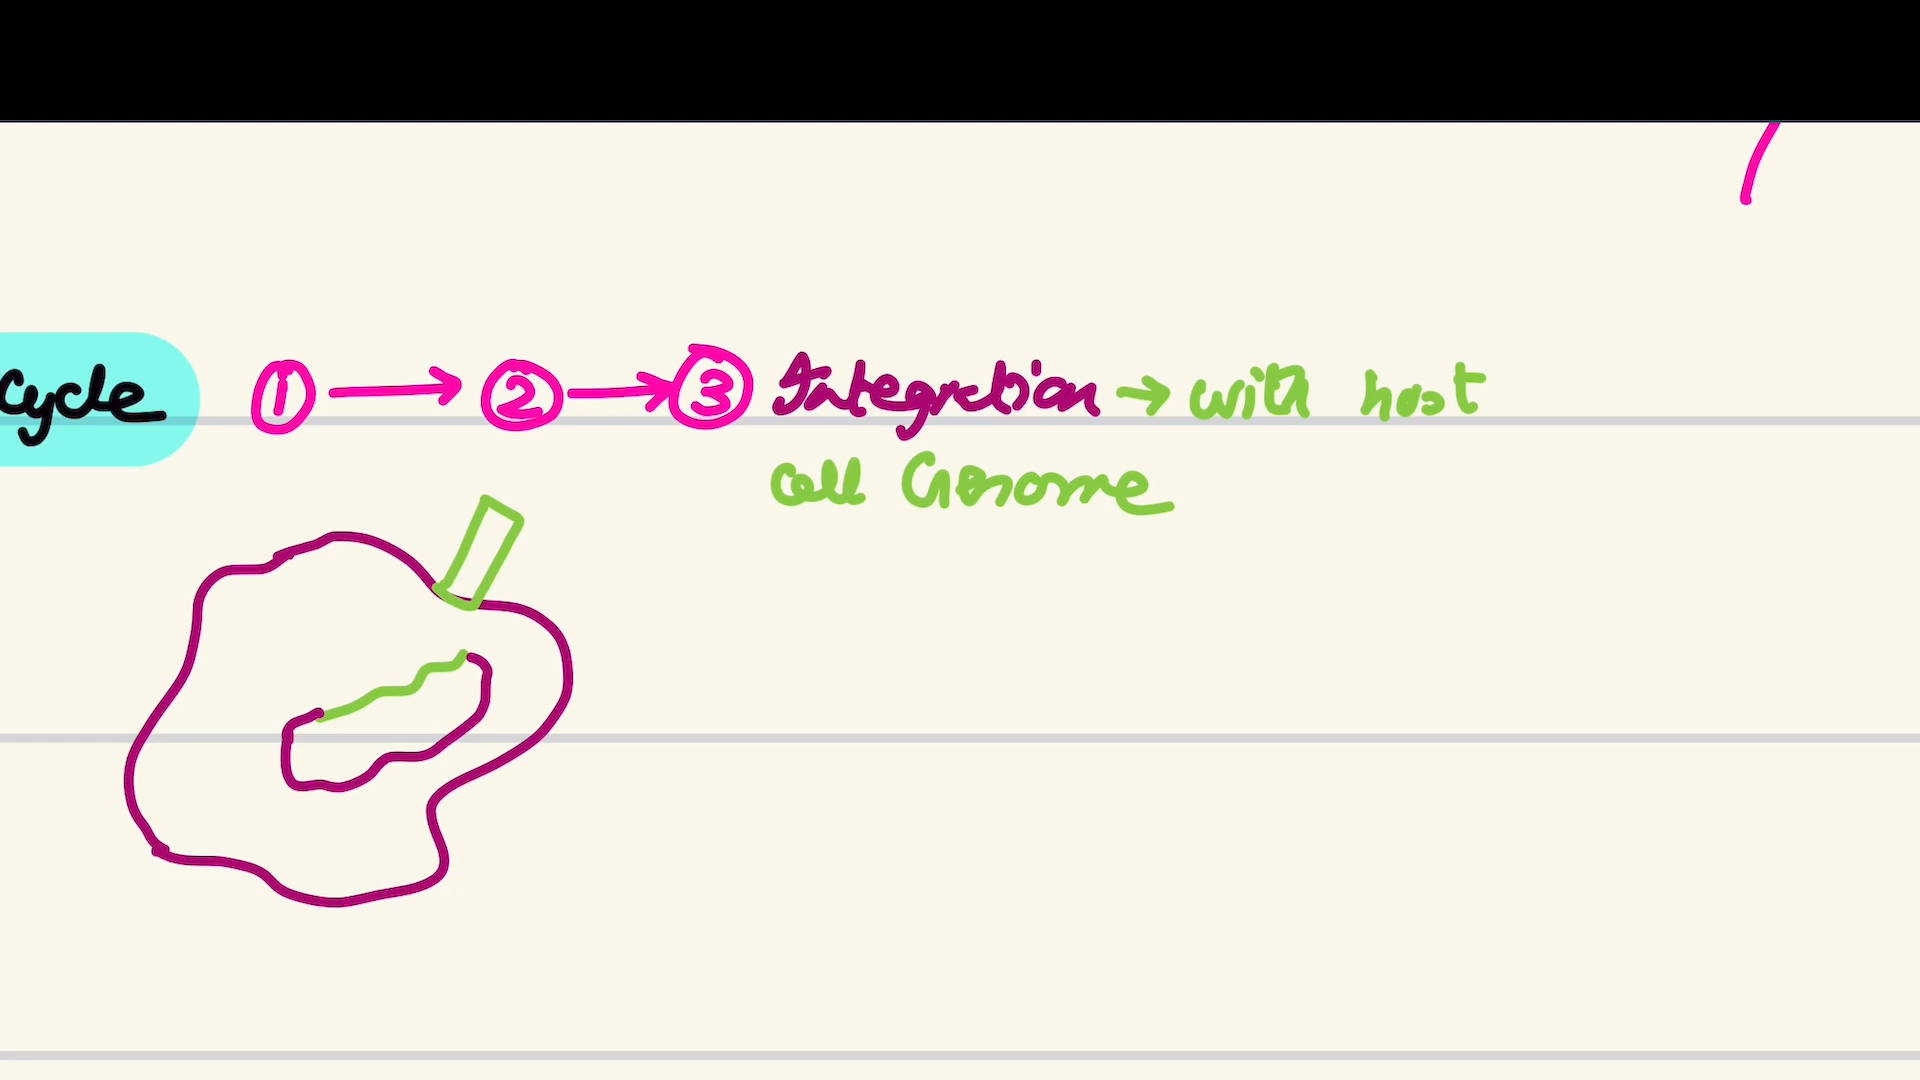 Cycle ① → ② → ③ Integration → with host
cell Genome